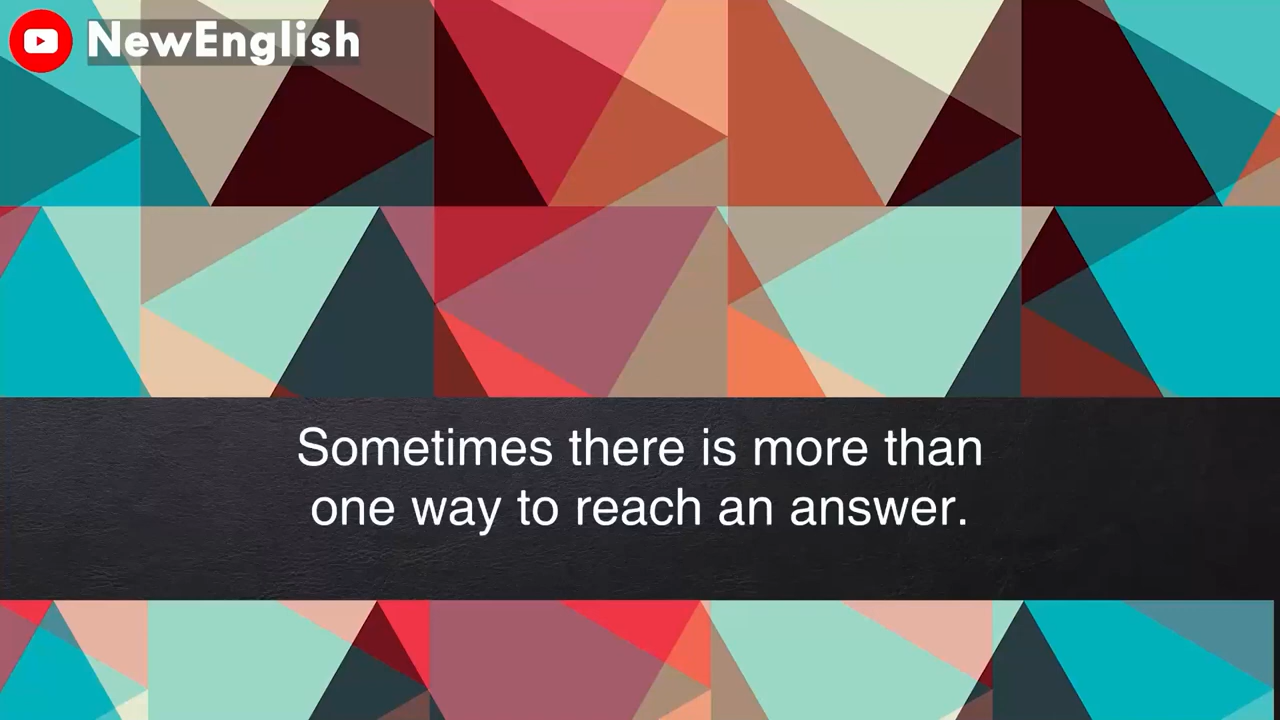 NewEnglish
Sometimes there is more than
one way to reach an answer.